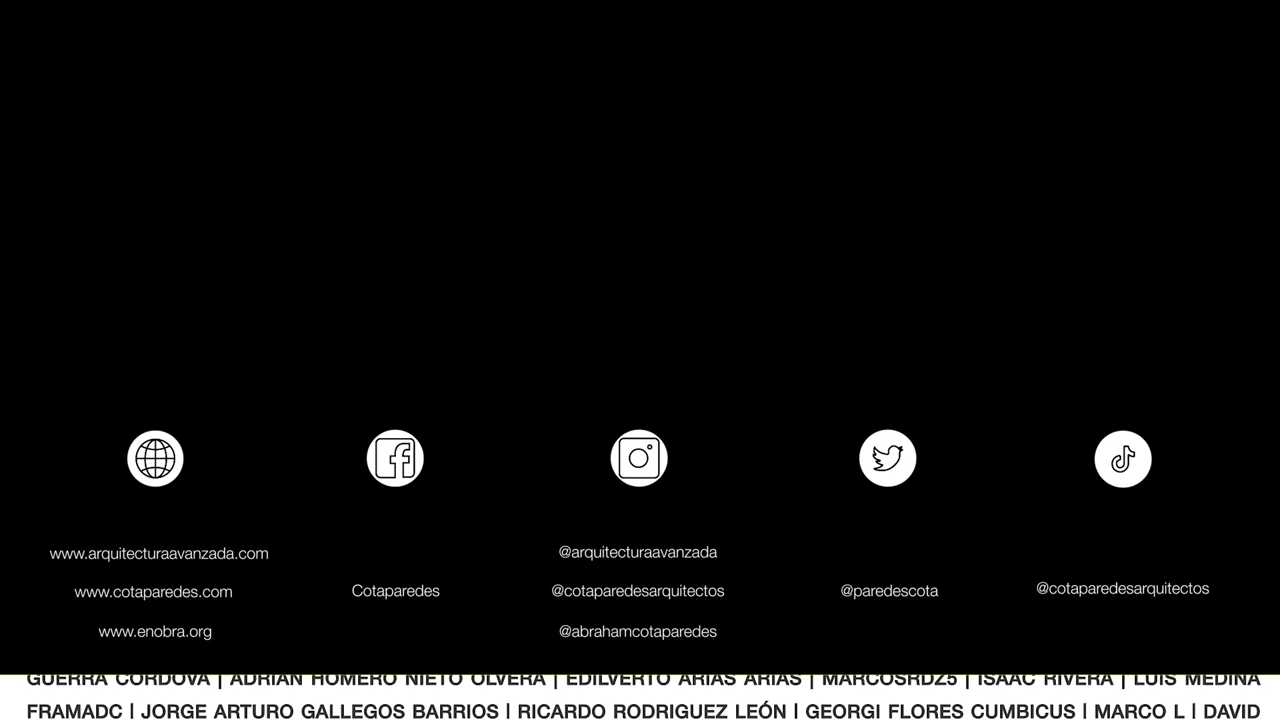 www.arquitecturaavanzada.com
www.cotaparedes.com
www.enobra.org
Cotaparedes
@arquitecturaavanzada
@cotaparedesarquitectos
@abrahamcotaparedes
@paredescota
@cotaparedesarquitectos
GUERRA CORDOVA | ADRIAN HOMERO NIETO OLVERA | EDILVERTO ARIAS ARIAS | MARCOSRDZ5 | ISAAC RIVERA | LUIS MEDINA
FRAMADC | JORGE ARTURO GALLEGOS BARRIOS | RICARDO RODRIGUEZ LEÓN | GEORGI FLORES CUMBICUS | MARCO L | DAVID